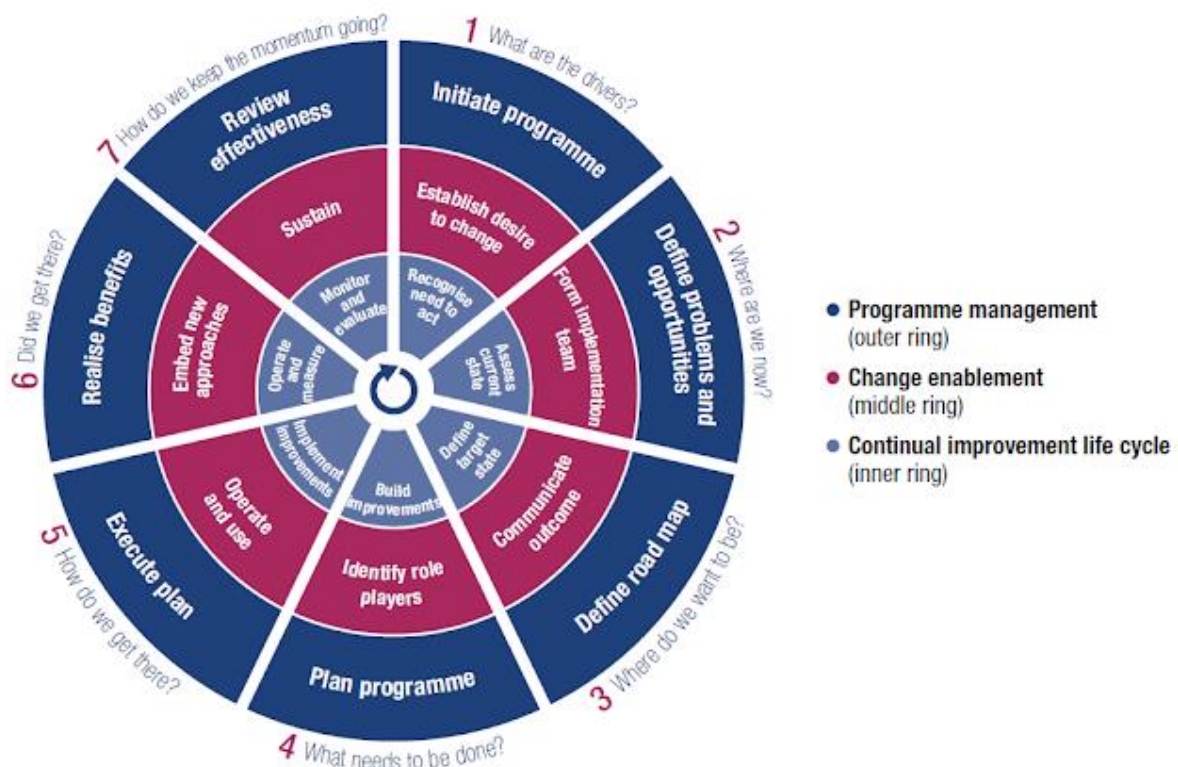 1 What are the drivers?
Initiate programme
Establish desire
to change
Recognise
need to
act
2 Where are we now?
Define problems and
opportunities
Form implementation
team
Assess
current
state
3 Where do we want to be?
Define road map
Communicate
outcome
Define
target
state
4 What needs to be done?
Plan programme
Identify role
players
Build
improvements
5 How do we get there?
Execute plan
Operate
and use
Implement
improvements
6 Did we get there?
Realise benefits
Embed new
approaches
Operate
and
measure
7 How do we keep the momentum going?
Review
effectiveness
Sustain
Monitor
and
evaluate
Programme management
(outer ring)
Change enablement
(middle ring)
Continual improvement life cycle
(inner ring)